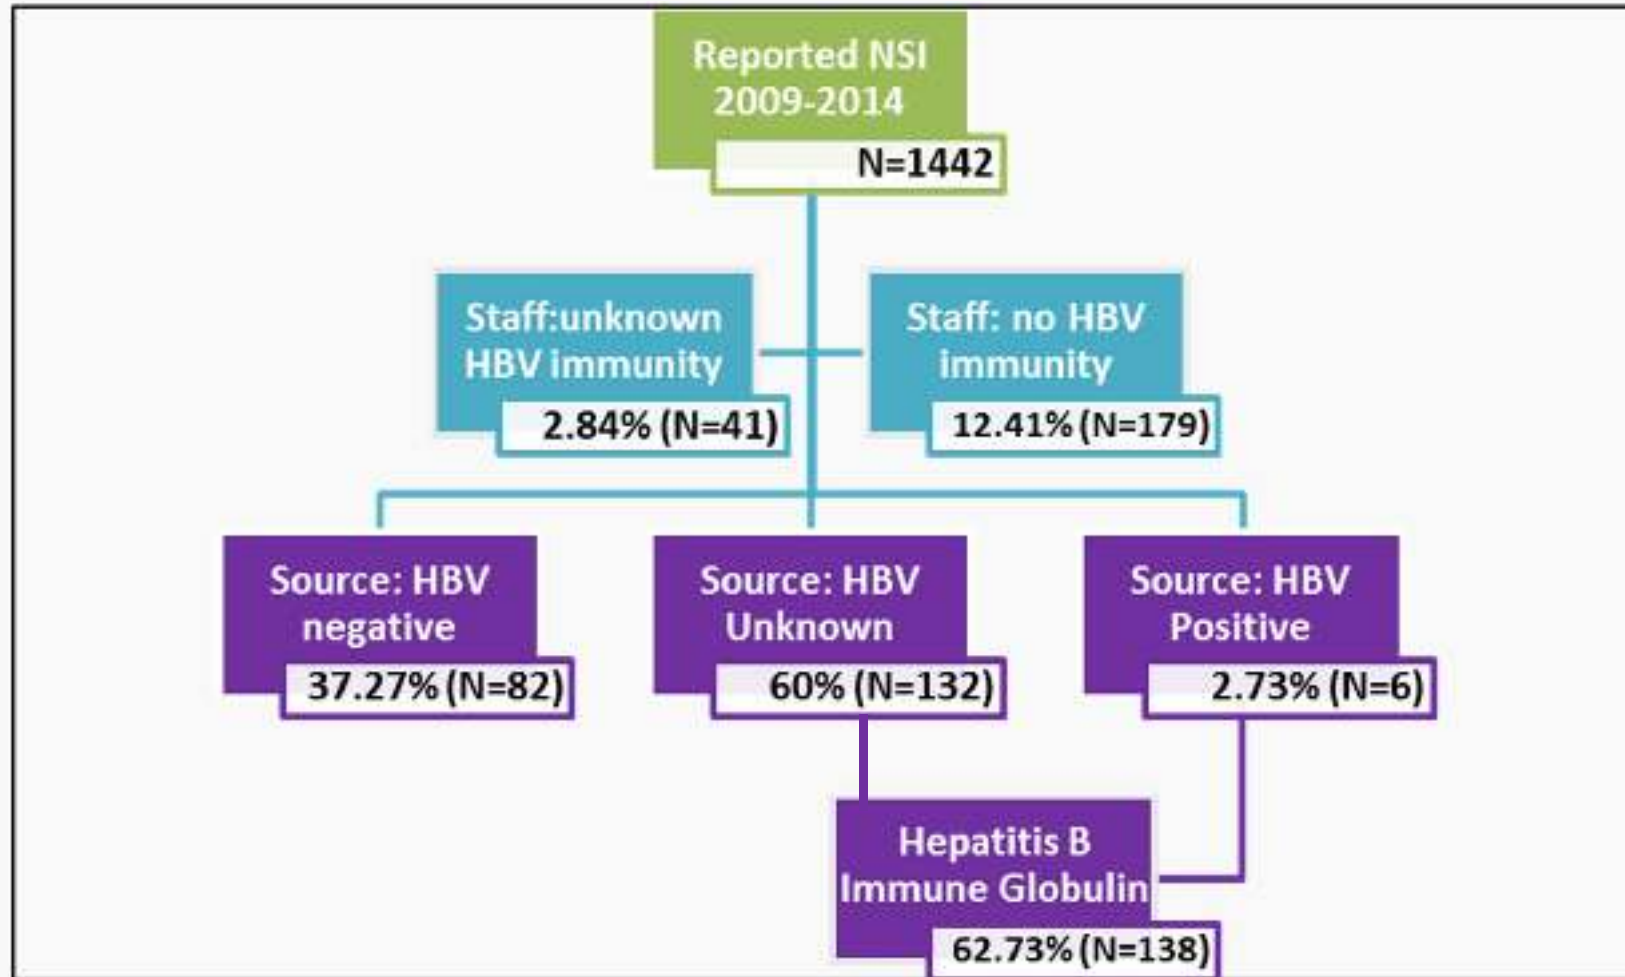 Reported NSI
2009-2014
N=1442
Staff:unknown
HBV immunity
2.84% (N=41)
Staff: no HBV
immunity
12.41% (N=179)
Source: HBV
negative
37.27% (N=82)
Source: HBV
Unknown
60% (N=132)
Source: HBV
Positive
2.73% (N=6)
Hepatitis B
Immune Globulin
62.73% (N=138)